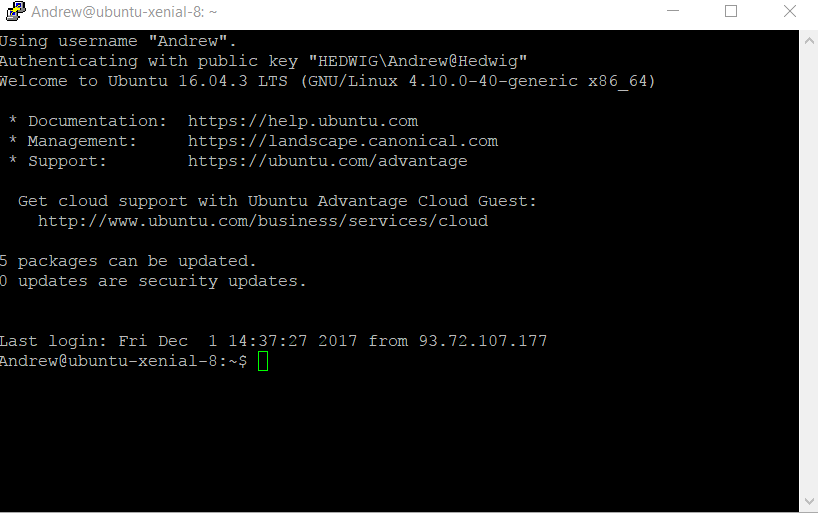 Andrew@ubuntu-xenial-8: ~
Using username "Andrew".
Authenticating with public key "HEDWIG\Andrew@Hedwig"
Welcome to Ubuntu 16.04.3 LTS (GNU/Linux 4.10.0-40-generic x86_64)
* Documentation:  https://help.ubuntu.com
* Management:     https://landscape.canonical.com
* Support:        https://ubuntu.com/advantage
Get cloud support with Ubuntu Advantage Cloud Guest:
http://www.ubuntu.com/business/services/cloud
5 packages can be updated.
0 updates are security updates.
Last login: Fri Dec  1 14:37:27 2017 from 93.72.107.177
Andrew@ubuntu-xenial-8:~$